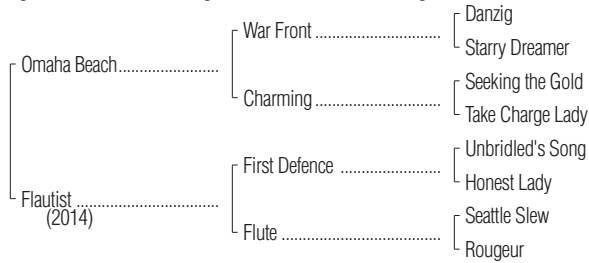 Danzig
War Front
Starry Dreamer
Omaha Beach
Seeking the Gold
Charming
Take Charge Lady
Unbridled's Song
First Defence
Honest Lady
Flautist
(2014)
Seattle Slew
Flute
Rougeur